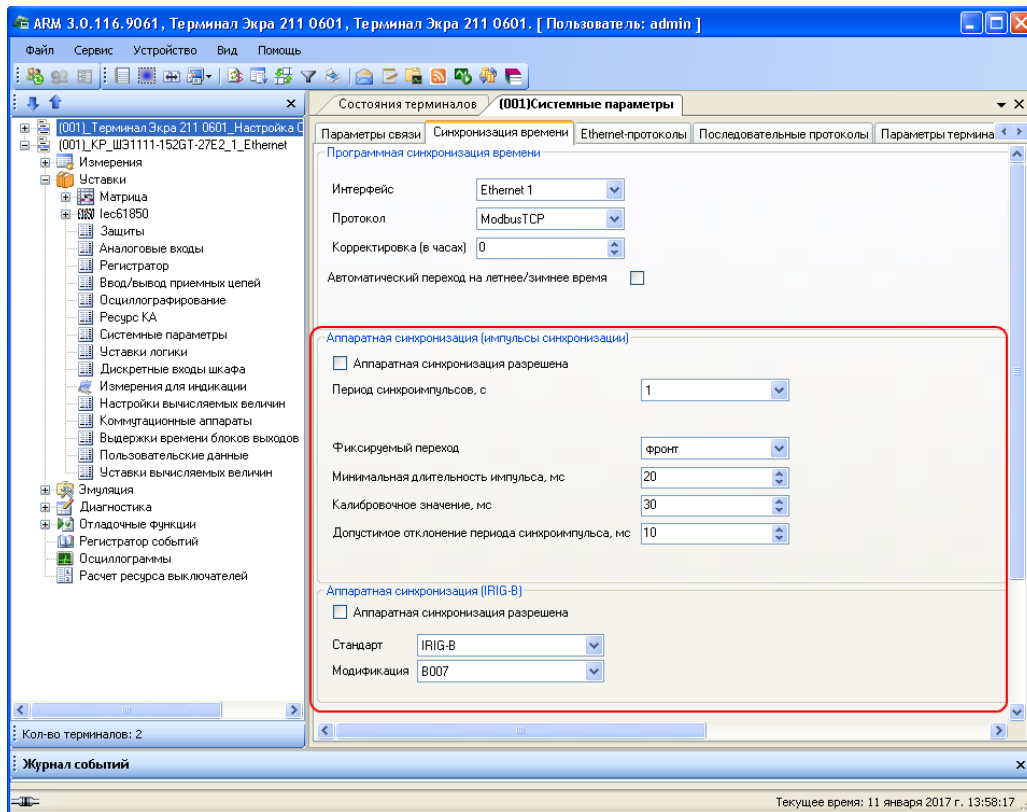 ARM 3.0.116.9061, Терминал Экра 211 0601, Терминал Экра 211 0601. [ Пользователь: admin ]
Файл Сервис Устройство Вид Помощь
Состояния терминалов (001)Системные параметры
Параметры связи Синхронизация времени Ethernet-протоколы Последовательные протоколы Параметры термина
(001)_Терминал Экра 211 0601_Настройка С
(001)_КР_ШЭ1111-152GT-27E2_1_Ethernet
Измерения
Уставки
Матрица
Iec61850
Защиты
Аналоговые входы
Регистратор
Ввод/вывод приемных цепей
Осциллографирование
Ресурс КА
Системные параметры
Уставки логики
Дискретные входы шкафа
Измерения для индикации
Настройки вычисляемых величин
Коммутационные аппараты
Выдержки времени блоков выходов
Пользовательские данные
Уставки вычисляемых величин
Эмуляция
Диагностика
Отладочные функции
Регистратор событий
Осциллограммы
Расчет ресурса выключателей
Кол-во терминалов: 2
Программная синхронизация времени
Интерфейс Ethernet 1
Протокол ModbusTCP
Корректировка (в часах) 0
Автоматический переход на летнее/зимнее время
Аппаратная синхронизация (импульсы синхронизации)
Аппаратная синхронизация разрешена
Период синхроимпульсов, с 1
Фиксируемый переход фронт
Минимальная длительность импульса, мс 20
Калибровочное значение, мс 30
Допустимое отклонение периода синхроимпульса, мс 10
Аппаратная синхронизация (IRIG-B)
Аппаратная синхронизация разрешена
Стандарт IRIG-B
Модификация B007
Журнал событий
Текущее время: 11 января 2017 г. 13:58:17